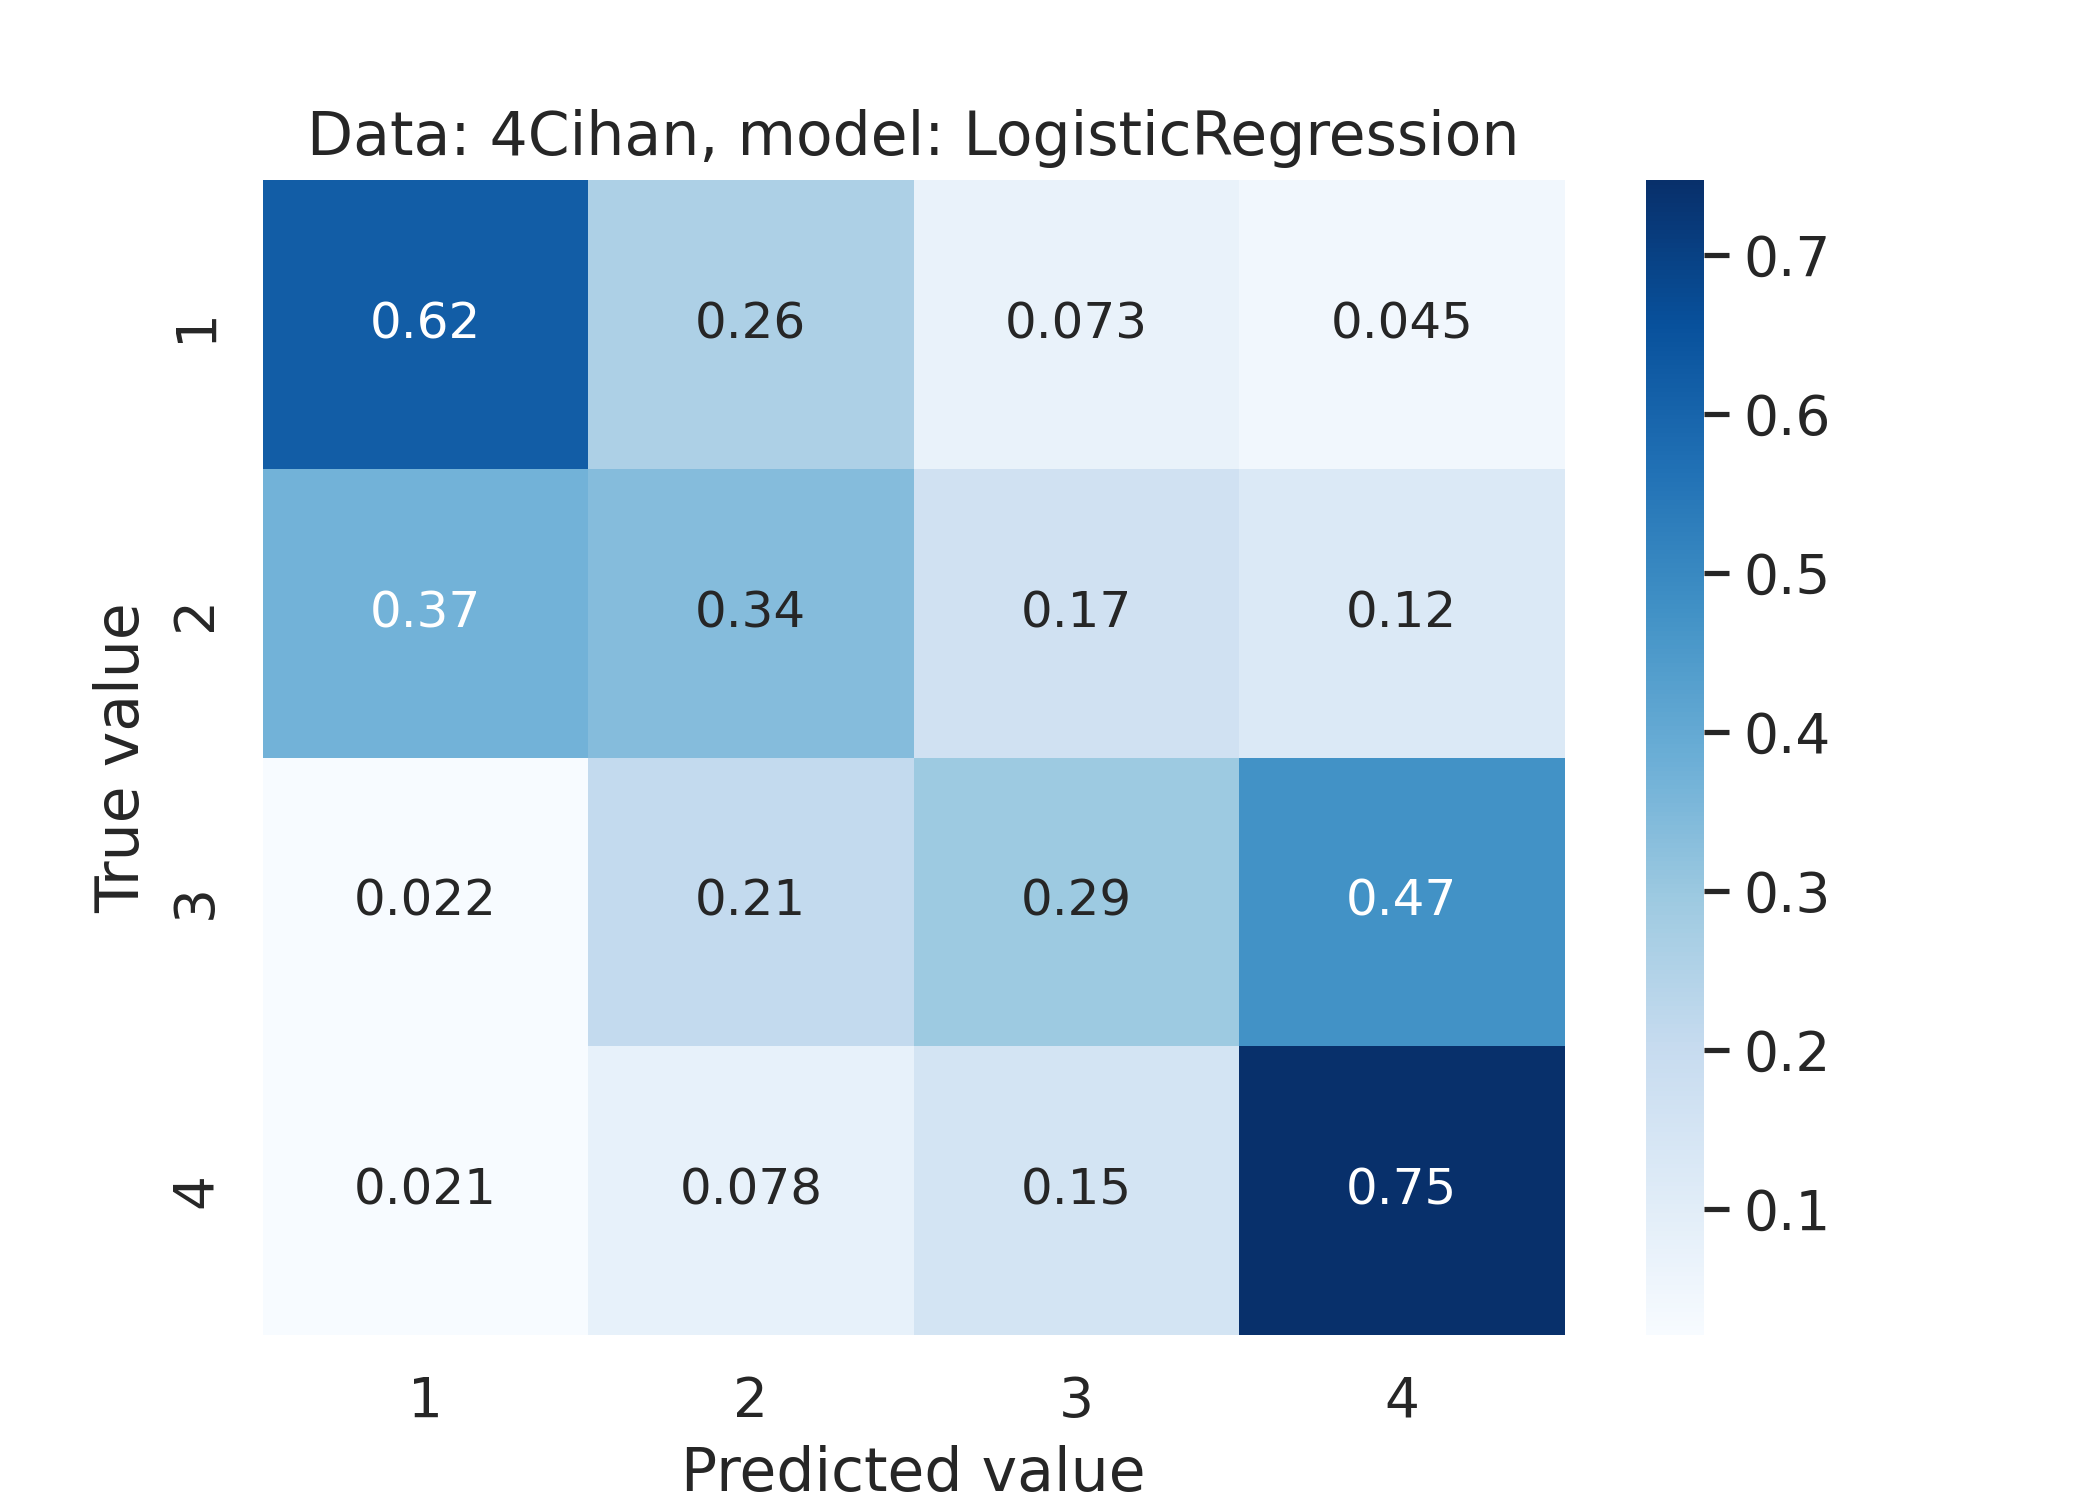 Data: 4Cihan, model: LogisticRegression
1 0.62 0.26 0.073 0.045
2 0.37 0.34 0.17 0.12
3 0.022 0.21 0.29 0.47
4 0.021 0.078 0.15 0.75
1 2 3 4
Predicted value
True value
0.7
0.6
0.5
0.4
0.3
0.2
0.1